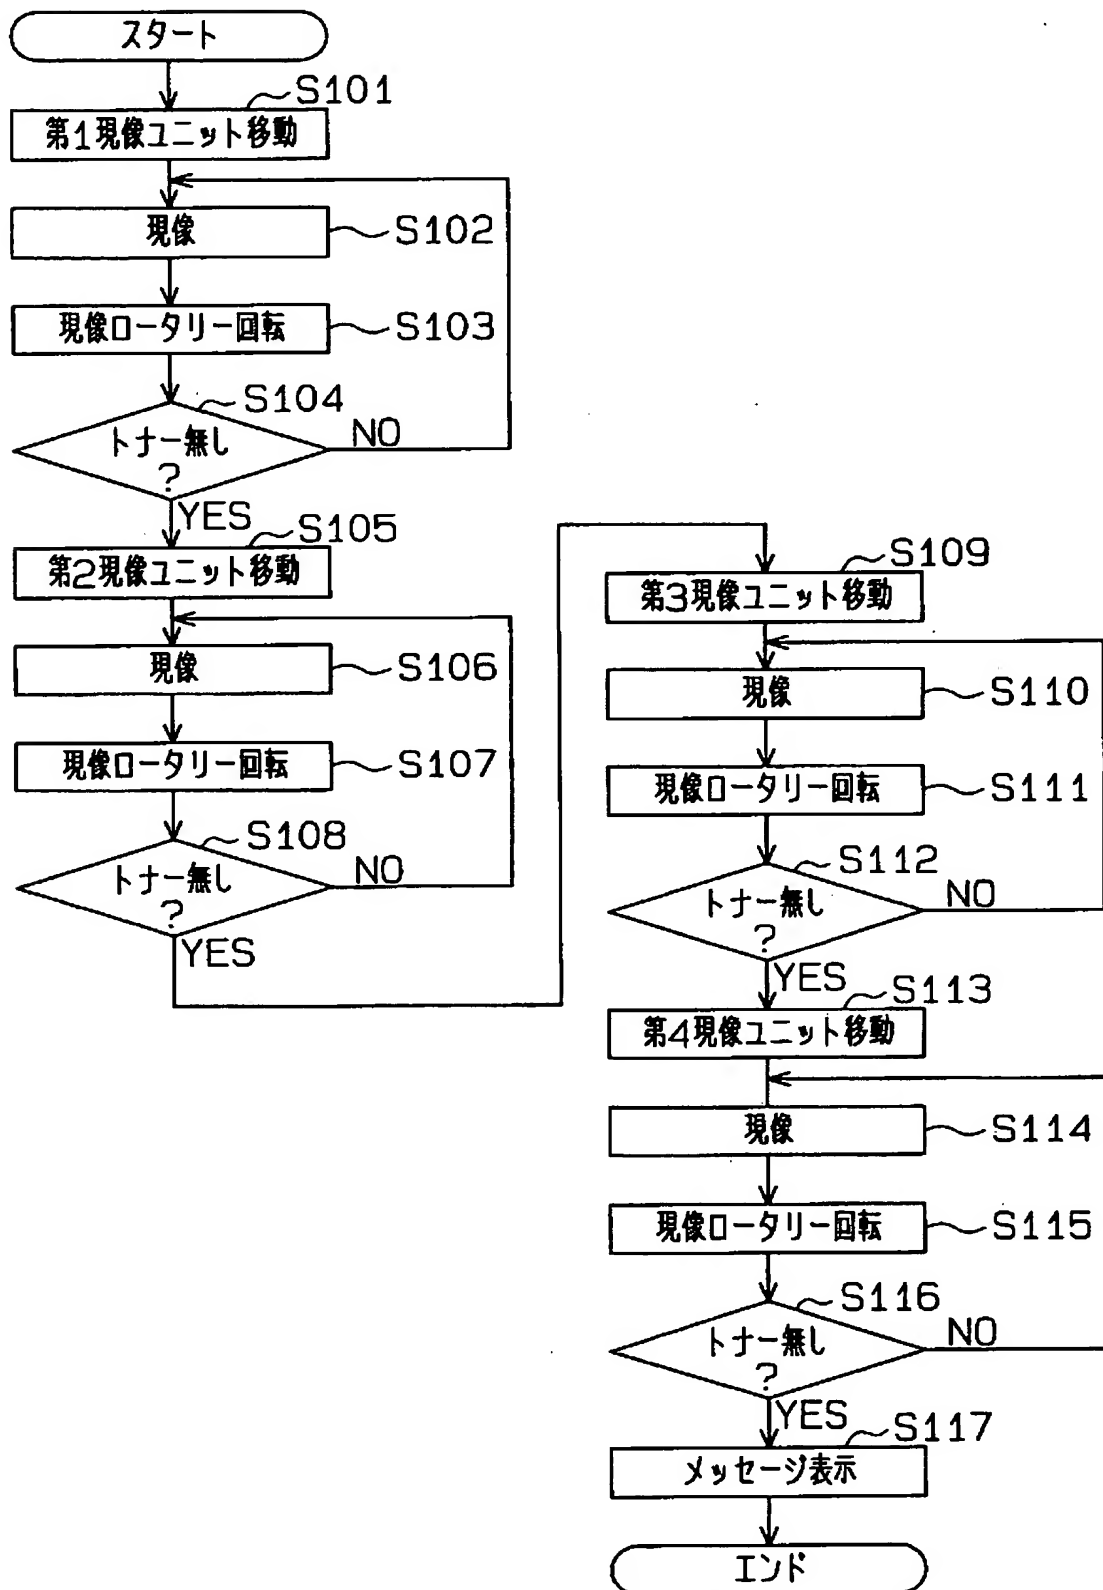 スタート
S101
第1現像ユニット移動
現像
S102
現像ロータリー回転
S103
S104
トナー無し
?
NO
YES
S105
第2現像ユニット移動
現像
S106
現像ロータリー回転
S107
S108
トナー無し
?
NO
YES
S109
第3現像ユニット移動
現像
S110
現像ロータリー回転
S111
S112
トナー無し
?
NO
YES
S113
第4現像ユニット移動
現像
S114
現像ロータリー回転
S115
S116
トナー無し
?
NO
YES
S117
メッセージ表示
エンド